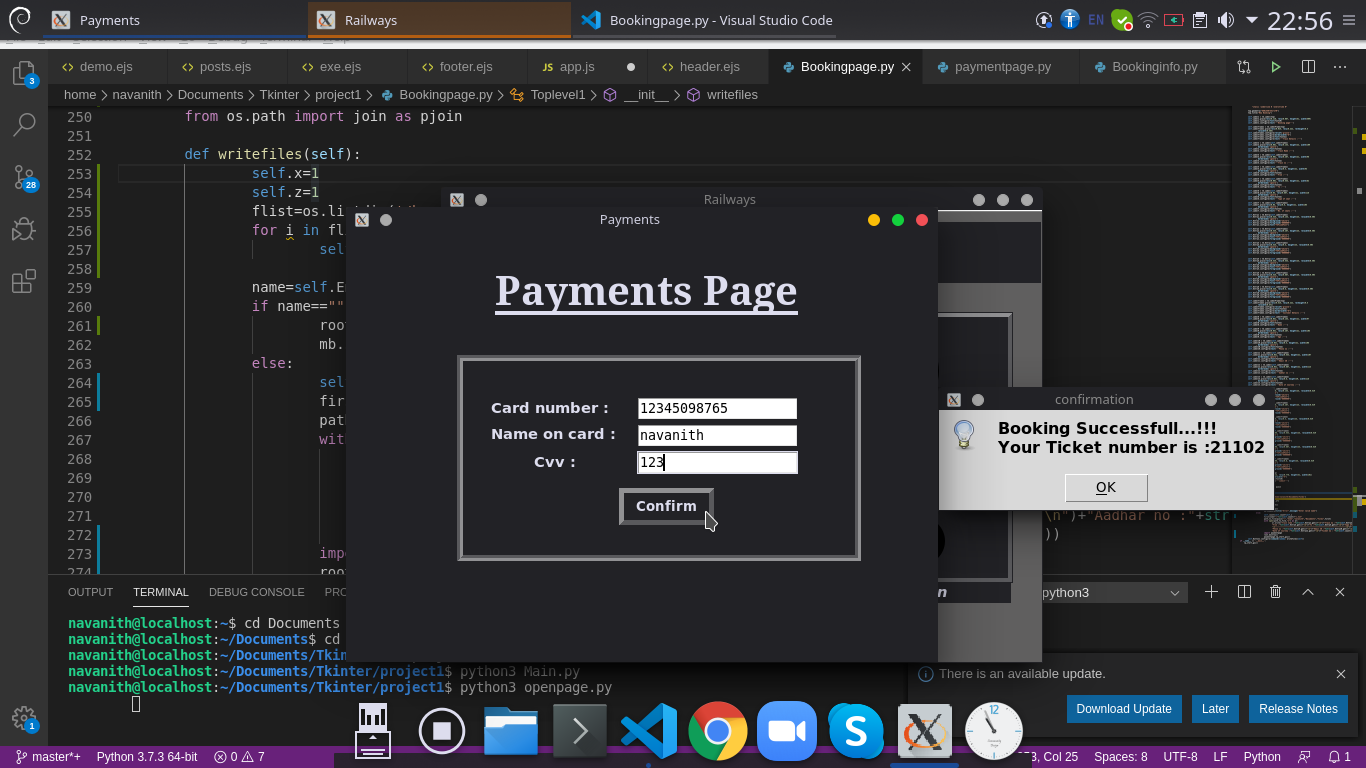 Payments
Railways
Bookingpage.py - Visual Studio Code
EN
22:56
demo.ejs
posts.ejs
exe.ejs
footer.ejs
JS app.js
header.ejs
Bookingpage.py
paymentpage.py
Bookinginfo.py
home > navanith > Documents > Tkinter > project1 > Bookingpage.py > Toplevel1 > __init__ > writefiles
250 from os.path import join as pjoin
251
252 def writefiles(self):
253 self.x=1
254 self.z=1
255
256 for i in fl
257 sel
258
259 name=self.E
260 if name==""
261 root
262 mb.
263 else:
264 sel
265 fir
266 pat
267 wit
268
269
270
271 \n")+"Aadhar no :"+str
272 ))
273 impo
274
Railways
Payments
Payments Page
Card number : 12345098765
Name on card : navanith
Cvv : 123
Confirm
confirmation
Booking Successfull...!!!
Your Ticket number is :21102
OK
OUTPUT
TERMINAL
DEBUG CONSOLE
python3
navanith@localhost:~$ cd Documents
navanith@localhost:~/Documents$ cd
navanith@localhost:~/Documents/Tkin
navanith@localhost:~/Documents/Tkinter/project1$ python3 Main.py
navanith@localhost:~/Documents/Tkinter/project1$ python3 openpage.py
There is an available update.
Download Update
Later
Release Notes
3
28
1
master*+
Python 3.7.3 64-bit
0
7
3, Col 25
Spaces: 8
UTF-8
LF
Python
1
12